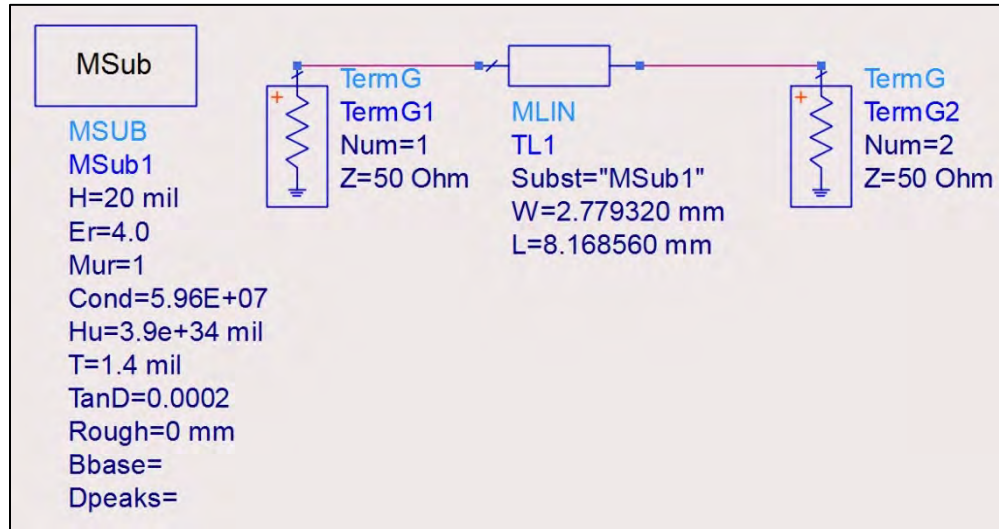 MSub
MSUB
MSub1
H=20 mil
Er=4.0
Mur=1
Cond=5.96E+07
Hu=3.9e+34 mil
T=1.4 mil
TanD=0.0002
Rough=0 mm
Bbase=
Dpeaks=
+
TermG
TermG1
Num=1
Z=50 Ohm
MLIN
TL1
Subst="MSub1"
W=2.779320 mm
L=8.168560 mm
+
TermG
TermG2
Num=2
Z=50 Ohm